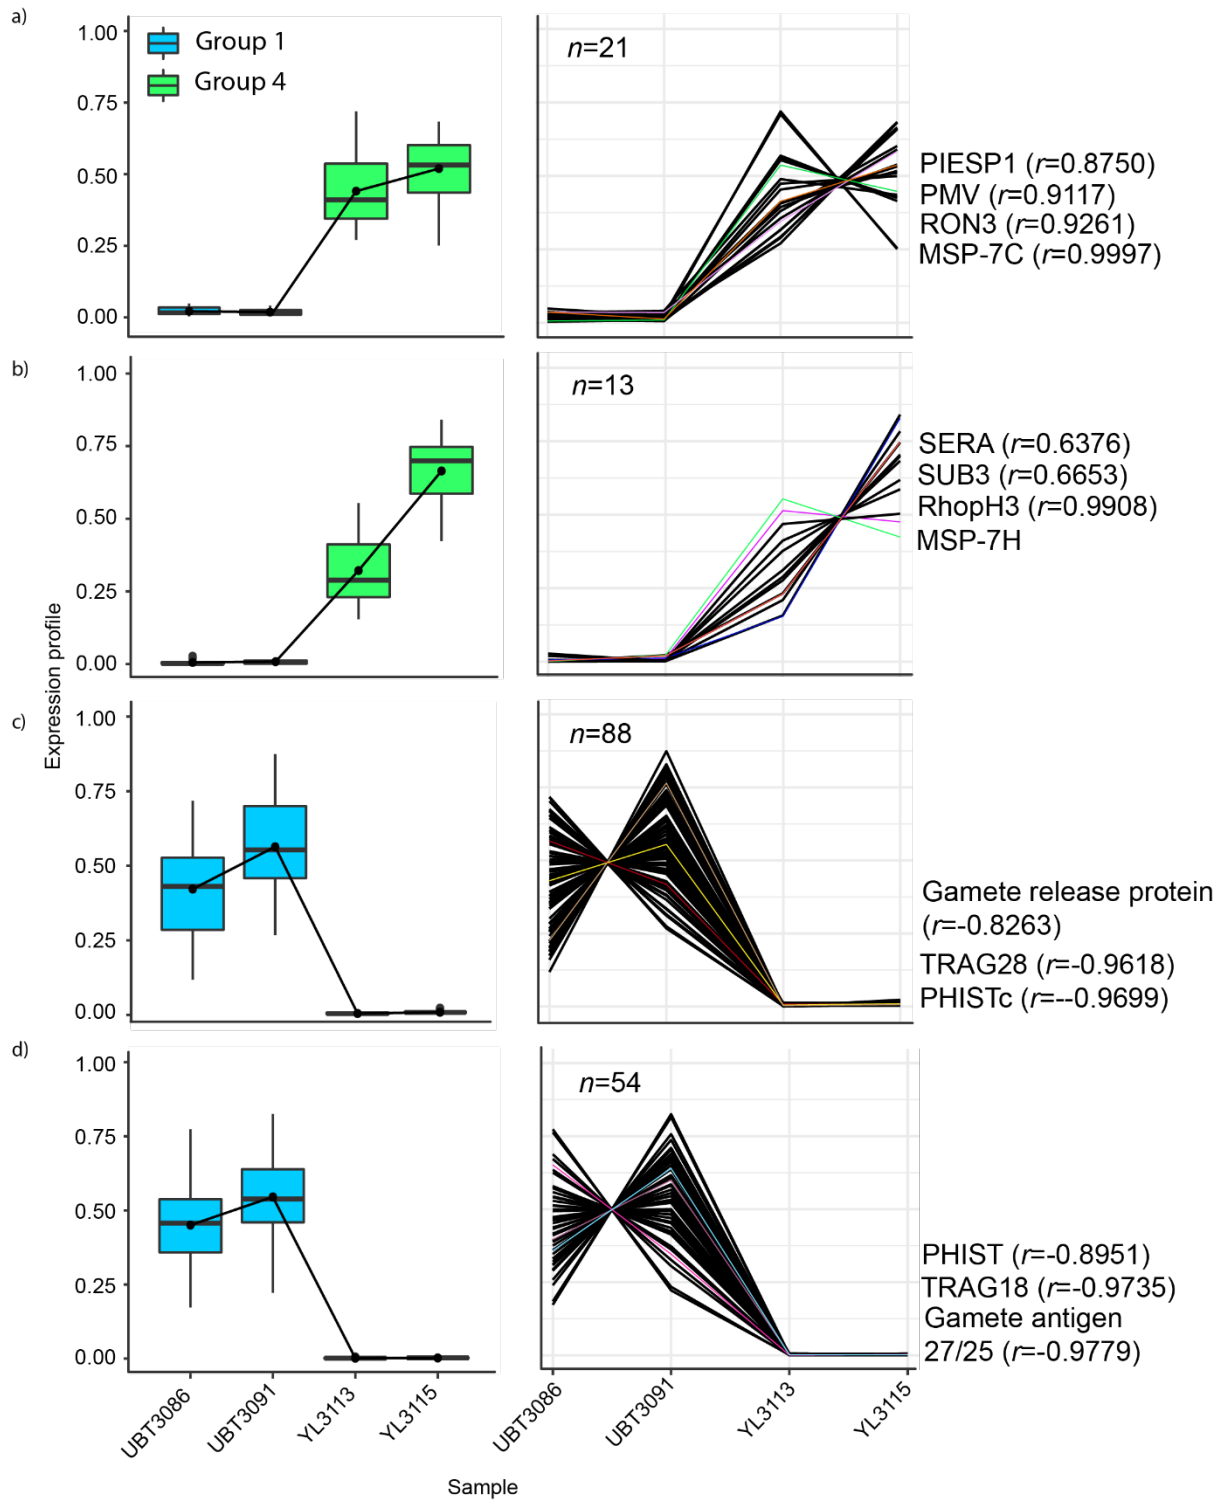 a)
1.00
0.75
0.50
0.25
0.00
Group 1
Group 4
n=21
PIESP1 (r=0.8750)
PMV (r=0.9117)
RON3 (r=0.9261)
MSP-7C (r=0.9997)
b)
1.00
0.75
0.50
0.25
0.00
n=13
SERA (r=0.6376)
SUB3 (r=0.6653)
RhopH3 (r=0.9908)
MSP-7H
Expression profile
c)
1.00
0.75
0.50
0.25
0.00
n=88
Gamete release protein
(r=-0.8263)
TRAG28 (r=-0.9618)
PHISTc (r=--0.9699)
d)
1.00
0.75
0.50
0.25
0.00
n=54
PHIST (r=-0.8951)
TRAG18 (r=-0.9735)
Gamete antigen
27/25 (r=-0.9779)
UBT3086
UBT3091
YL3113
YL3115
UBT3086
UBT3091
YL3113
YL3115
Sample